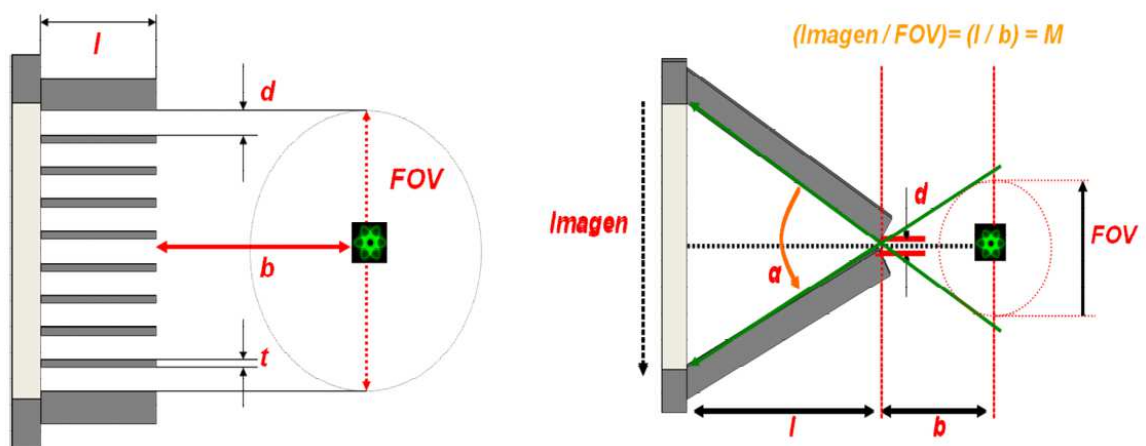 l
d
FOV
b
t
(Imagen / FOV)= (l / b) = M
d
Imagen
α
FOV
l
b